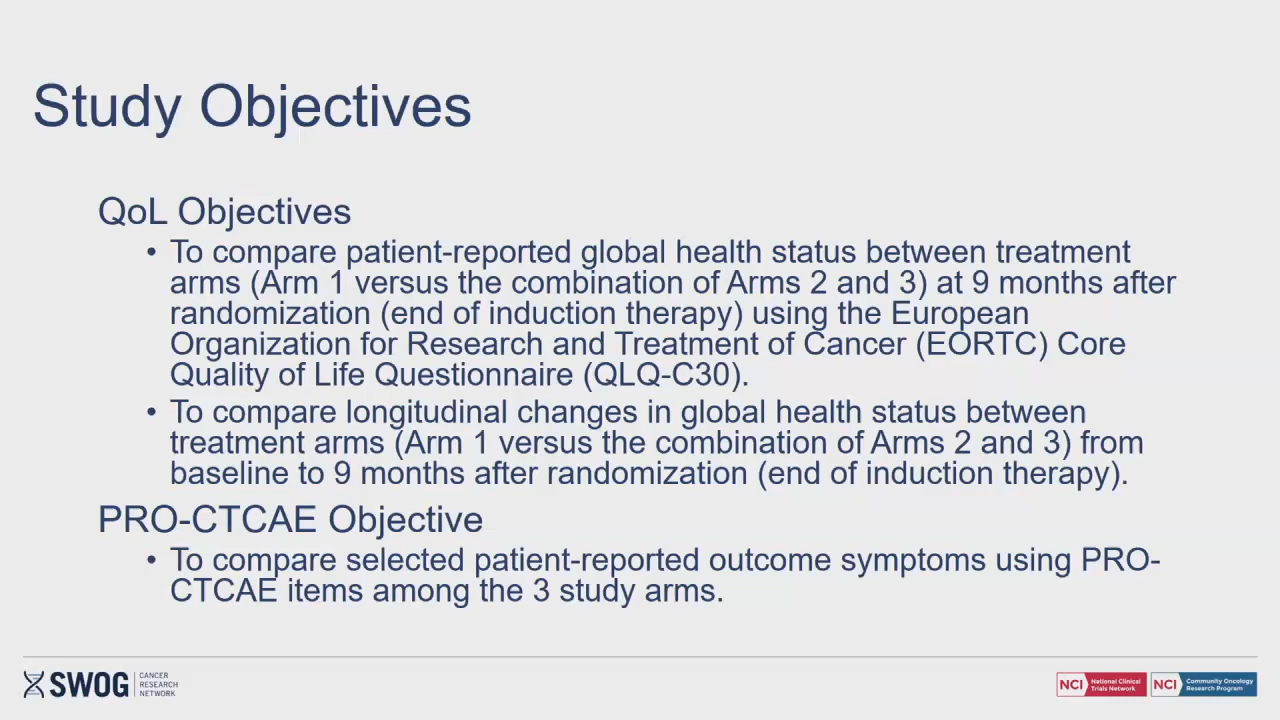 Study Objectives
QoL Objectives
• To compare patient-reported global health status between treatment
arms (Arm 1 versus the combination of Arms 2 and 3) at 9 months after
randomization (end of induction therapy) using the European
Organization for Research and Treatment of Cancer (EORTC) Core
Quality of Life Questionnaire (QLQ-C30).
• To compare longitudinal changes in global health status between
treatment arms (Arm 1 versus the combination of Arms 2 and 3) from
baseline to 9 months after randomization (end of induction therapy).
PRO-CTCAE Objective
• To compare selected patient-reported outcome symptoms using PRO-
CTCAE items among the 3 study arms.
SWOG
CANCER
RESEARCH
NETWORK
NCI
National Clinical
Trials Network
NCI
Community Oncology
Research Program